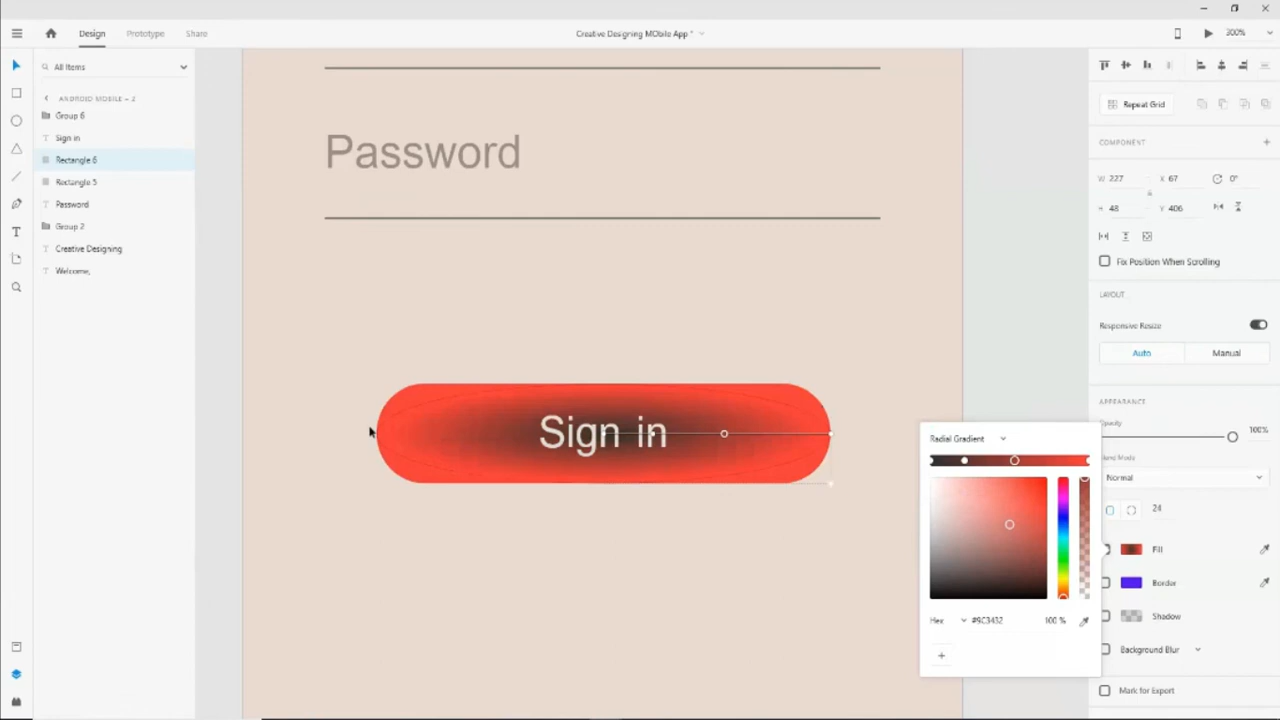 Design Prototype Share Creative Designing MObile App * 300%
All Items
ANDROID MOBILE – 2
Group 6
Sign in
Rectangle 6
Rectangle 5
Password
Group 2
Creative Designing
Welcome,
Password
Sign in
Repeat Grid
COMPONENT
W 227 X 67 0°
H 48 Y 406
Fix Position When Scrolling
LAYOUT
Responsive Resize
Auto Manual
APPEARANCE
Opacity
100%
Blend Mode
Normal
24
Fill
Border
Shadow
Background Blur
Mark for Export
Radial Gradient
Hex #9C3432 100 %